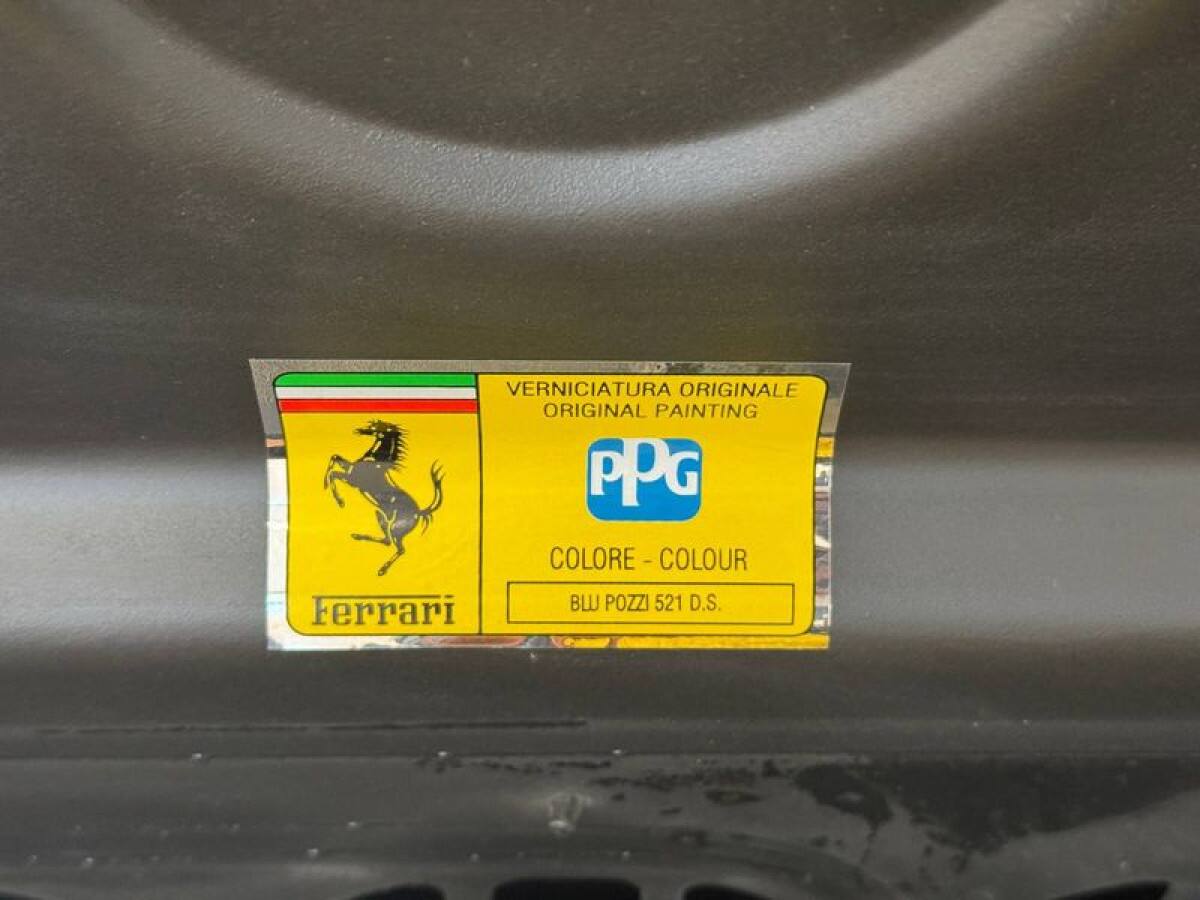 VERNICIATURA ORIGINALE
ORIGINAL PAINTING
PPG
COLORE - COLOUR
BLU POZZI 521 D.S.
Ferrari